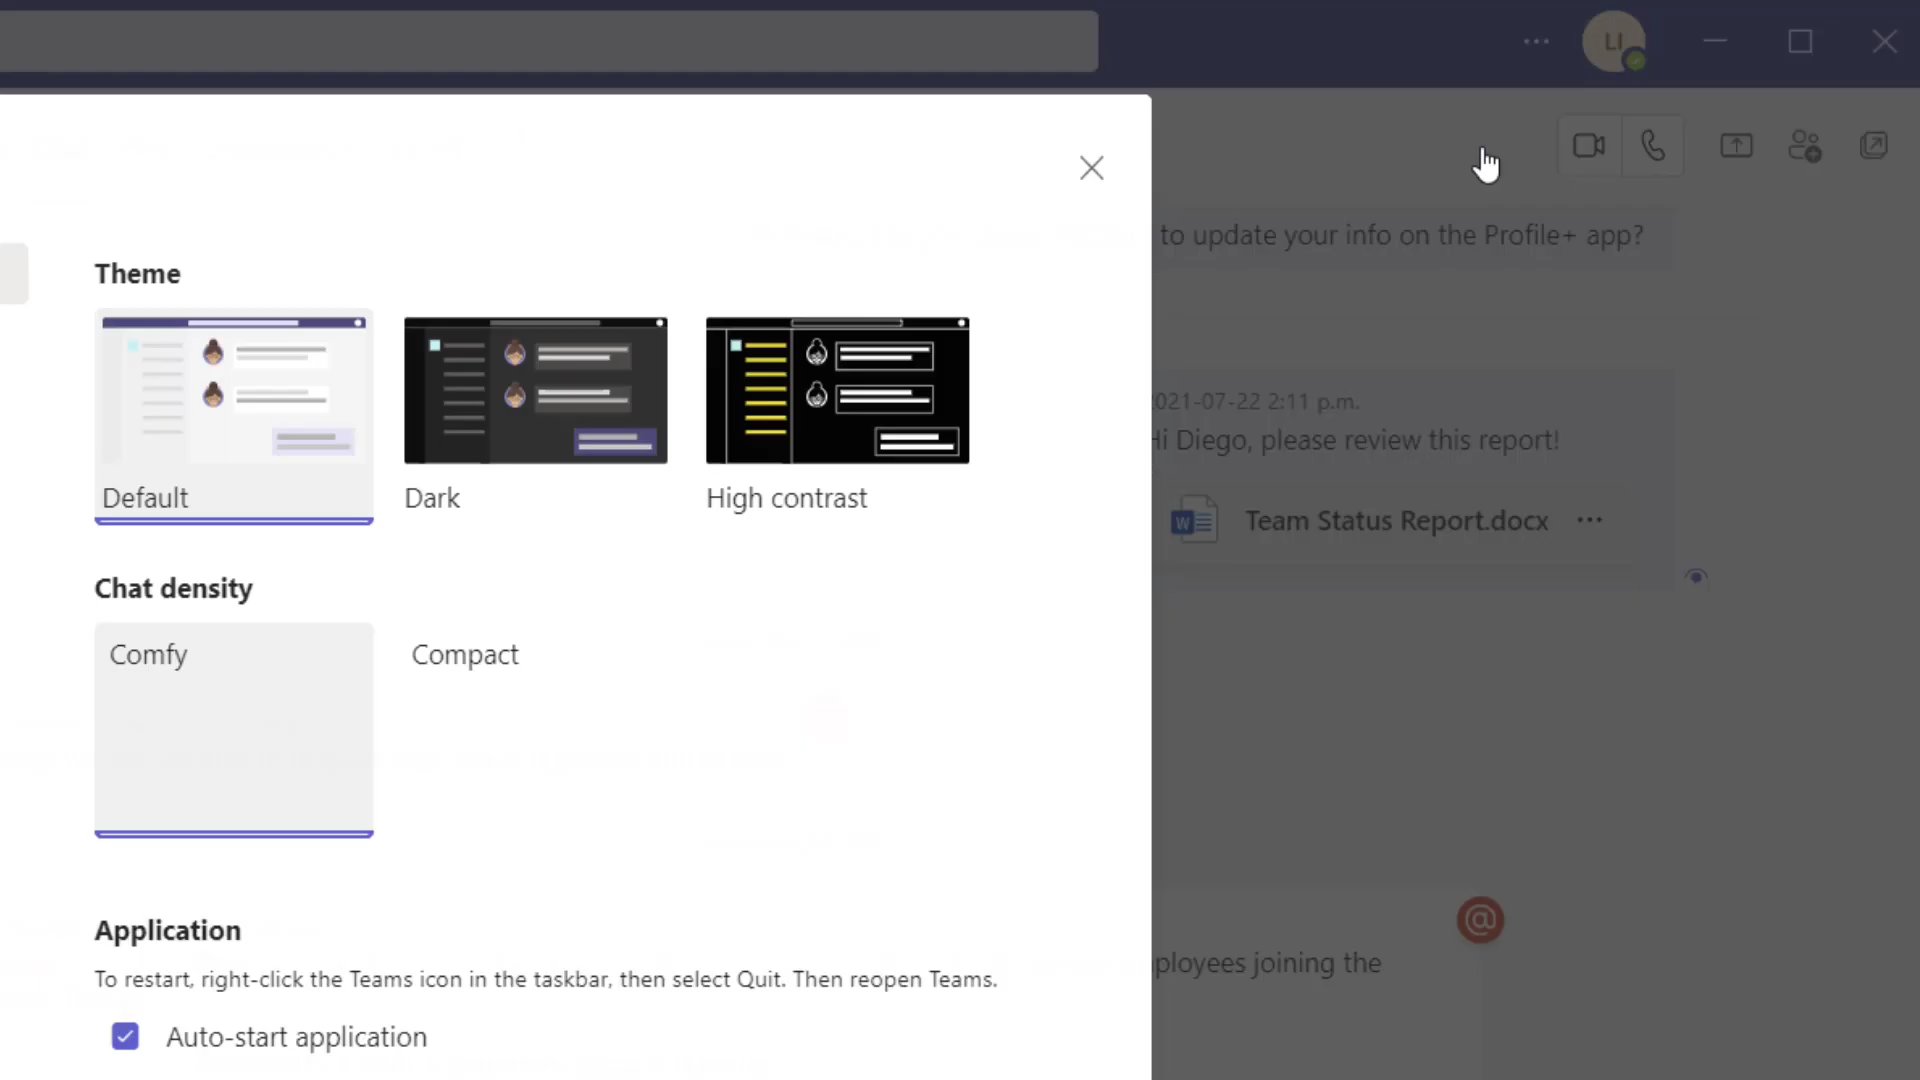 LI
to update your info on the Profile+ app?
Theme
Default
Dark
High contrast
2021-07-22 2:11 p.m.
Hi Diego, please review this report!
W
Team Status Report.docx
Chat density
Comfy
Compact
@
joining the
Application
To restart, right-click the Teams icon in the taskbar, then select Quit. Then reopen Teams.
Auto-start application